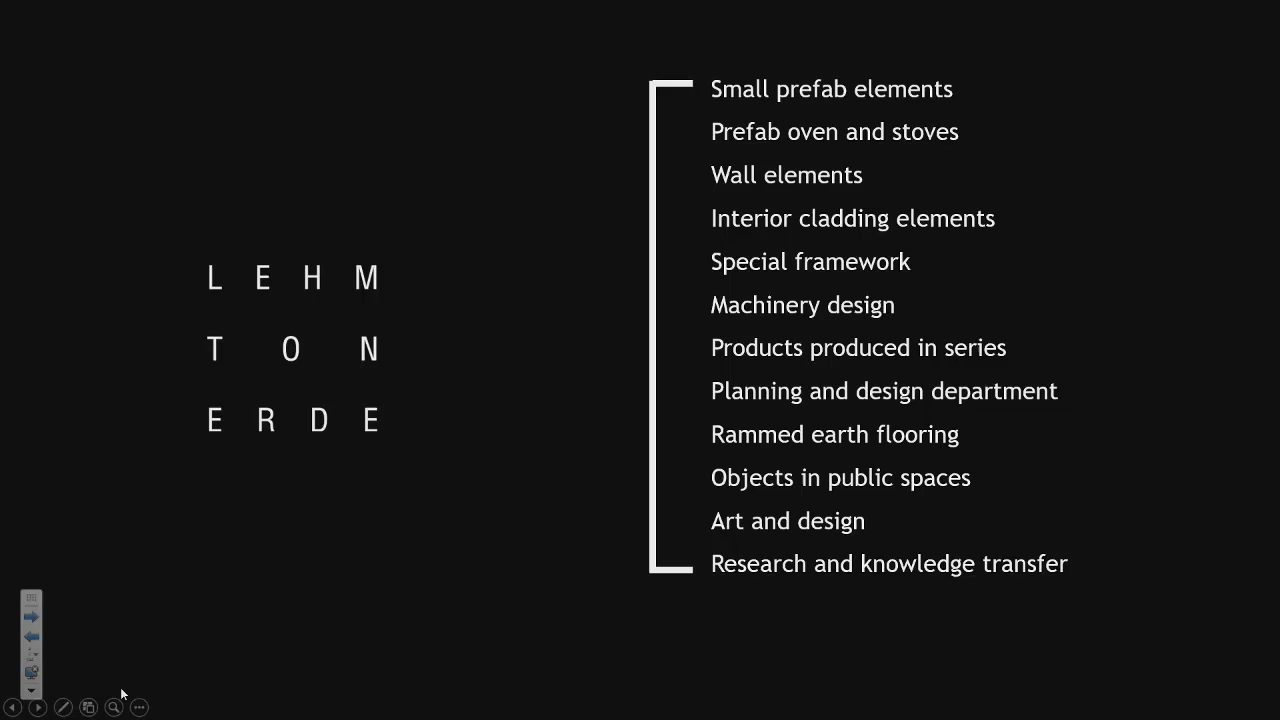 L E H M
T O N
E R D E
Small prefab elements
Prefab oven and stoves
Wall elements
Interior cladding elements
Special framework
Machinery design
Products produced in series
Planning and design department
Rammed earth flooring
Objects in public spaces
Art and design
Research and knowledge transfer